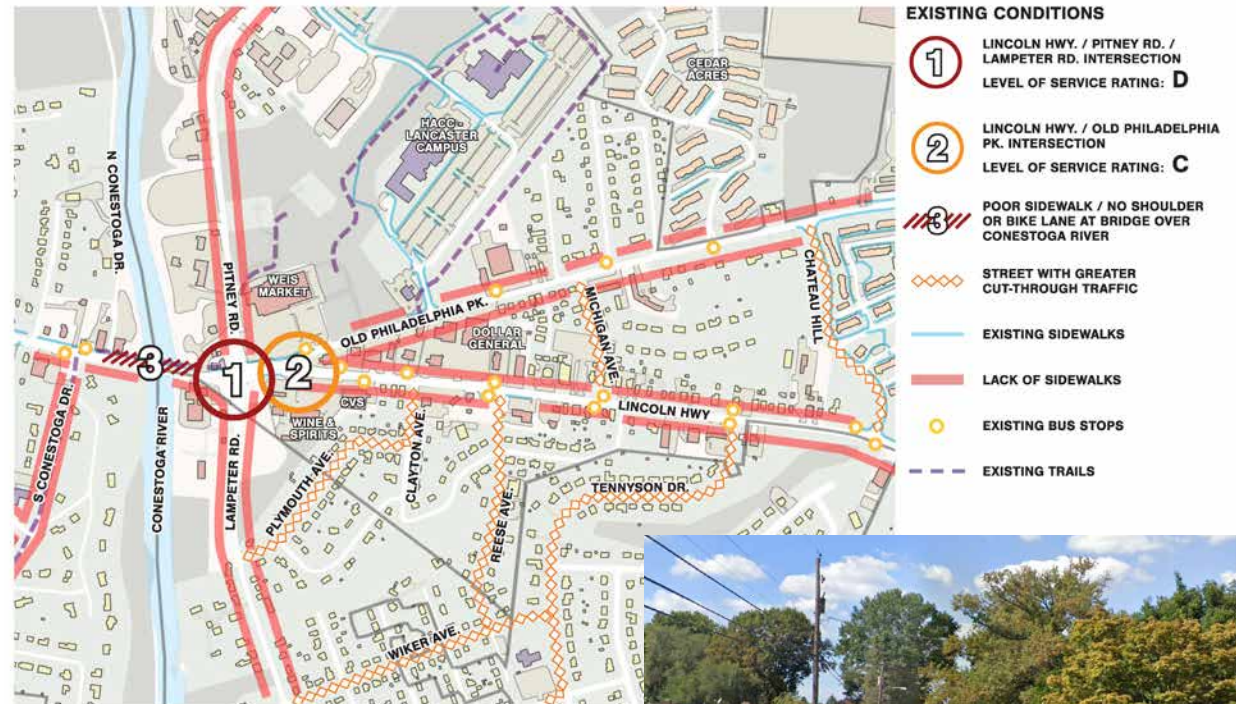 EXISTING CONDITIONS
1
LINCOLN HWY. / PITNEY RD. /
LAMPETER RD. INTERSECTION
LEVEL OF SERVICE RATING: D
2
LINCOLN HWY. / OLD PHILADELPHIA
PK. INTERSECTION
LEVEL OF SERVICE RATING: C
3
POOR SIDEWALK / NO SHOULDER
OR BIKE LANE AT BRIDGE OVER
CONESTOGA RIVER
STREET WITH GREATER
CUT-THROUGH TRAFFIC
EXISTING SIDEWALKS
LACK OF SIDEWALKS
EXISTING BUS STOPS
EXISTING TRAILS
CEDAR
ACRES
HACC-
LANCASTER
CAMPUS
N CONESTOGA DR.
PITNEY RD.
WEIS
MARKET
OLD PHILADELPHIA PK.
MICHIGAN AVE.
CHATEAU HILL
DOLLAR
GENERAL
3
1
2
CVS
WINE &
SPIRITS
LINCOLN HWY
S CONESTOGA DR.
CONESTOGA RIVER
LAMPETER RD.
PLYMOUTH AVE.
CLAYTON AVE.
REESE AVE.
TENNYSON DR.
WIKER AVE.